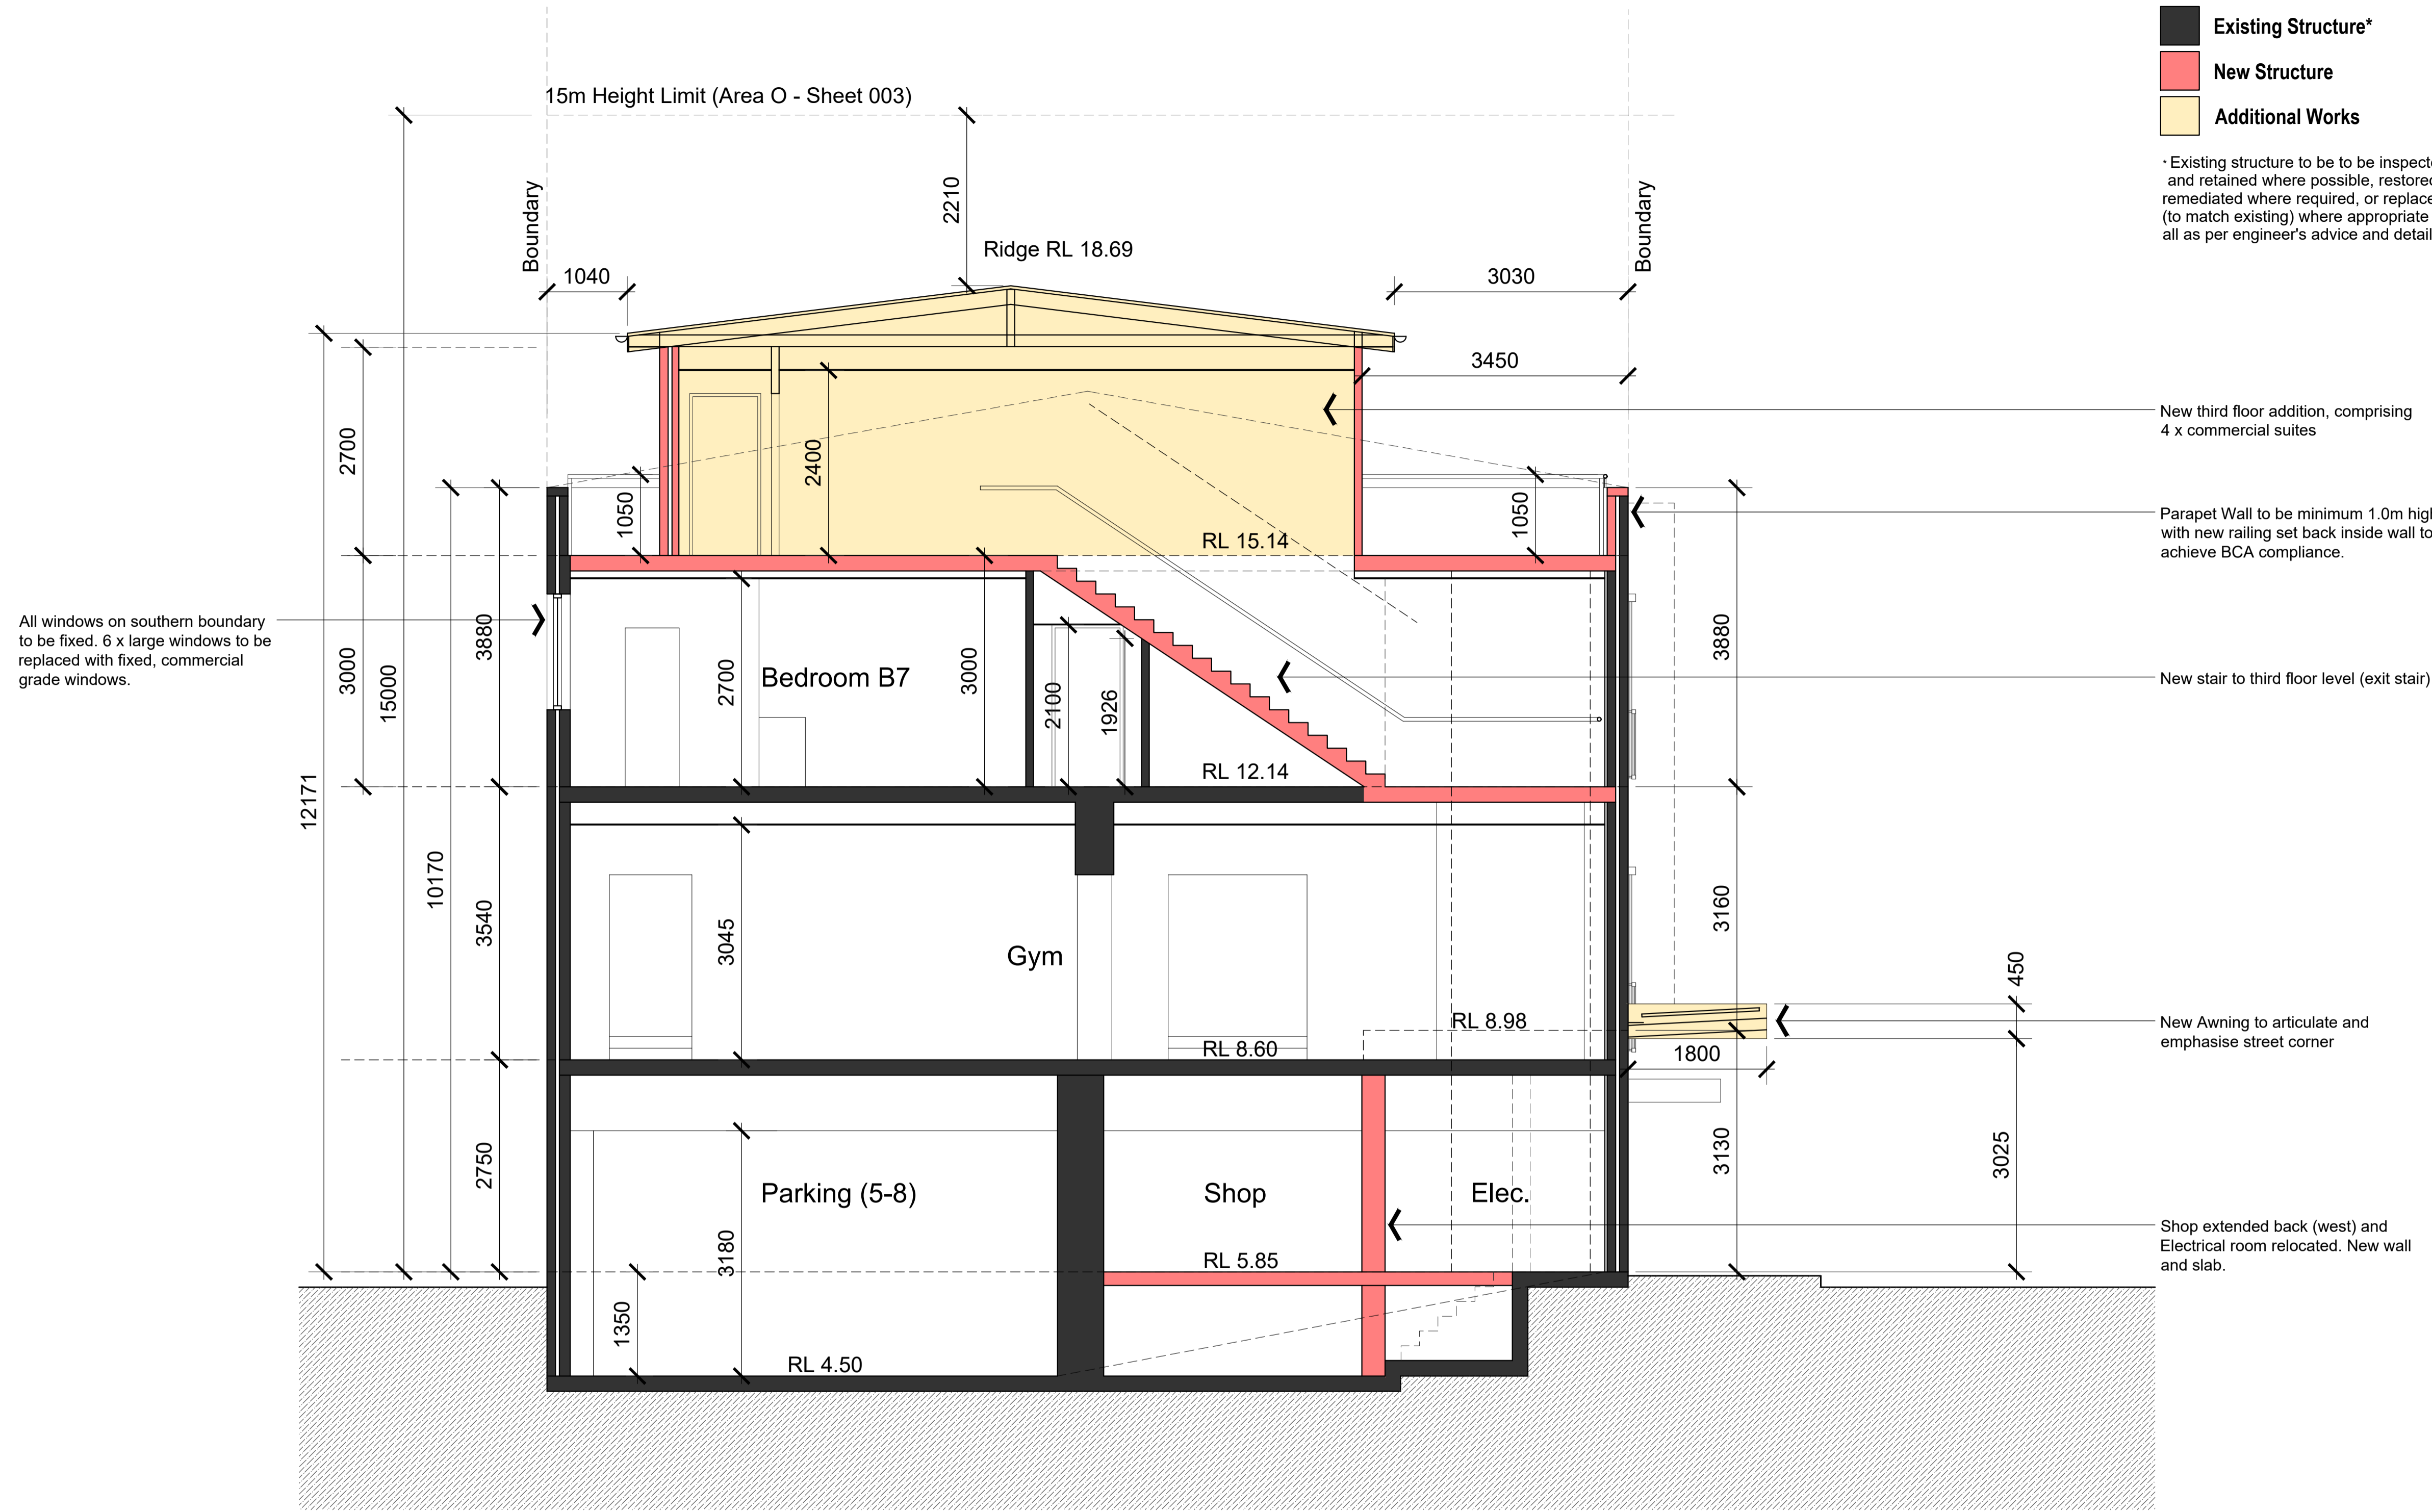 Existing Structure*
New Structure
Additional Works
* Existing structure to be to be inspecte
and retained where possible, restored
remediated where required, or replace
(to match existing) where appropriate
all as per engineer's advice and detail
15m Height Limit (Area O - Sheet 003)
Boundary
Boundary
2210
Ridge RL 18.69
1040
3030
3450
2700
2400
1050
1050
New third floor addition, comprising
4 x commercial suites
Parapet Wall to be minimum 1.0m high
with new railing set back inside wall to
achieve BCA compliance.
RL 15.14
All windows on southern boundary
to be fixed. 6 x large windows to be
replaced with fixed, commercial
grade windows.
3000
15000
3880
2700
Bedroom B7
3000
2100
1926
3880
New stair to third floor level (exit stair)
RL 12.14
12171
10170
3540
3045
Gym
3160
450
RL 8.98
RL 8.60
New Awning to articulate and
emphasise street corner
1800
2750
Parking (5-8)
Shop
Elec.
3180
3130
3025
Shop extended back (west) and
Electrical room relocated. New wall
and slab.
RL 5.85
1350
RL 4.50